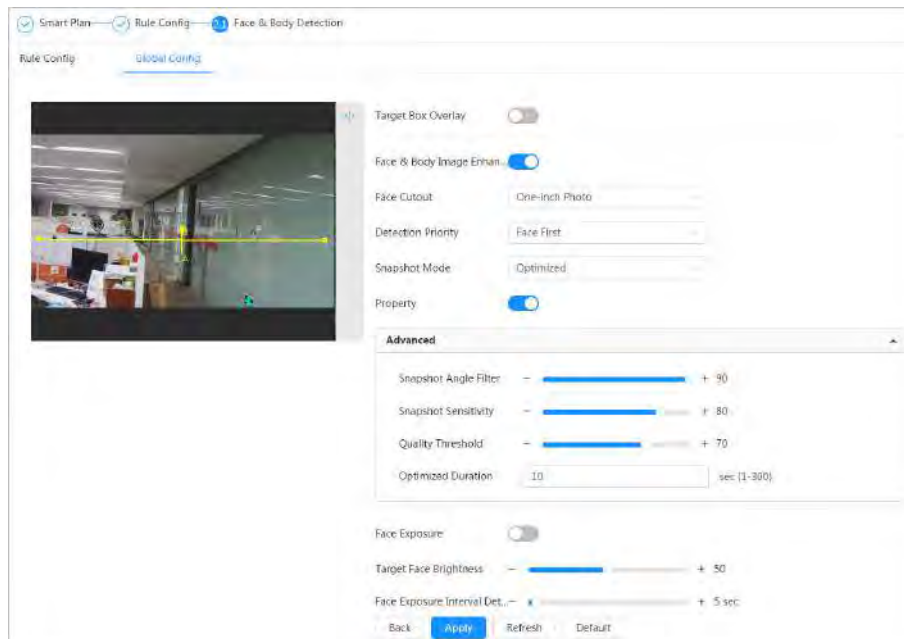 Smart Plan Rule Config 2.1 Face & Body Detection
Rule Config Global Config
Target Box Overlay
Face & Body Image Enhan...
Face Cutout One-inch Photo
Detection Priority Face First
Snapshot Mode Optimized
Property
Advanced
Snapshot Angle Filter - + 90
Snapshot Sensitivity - + 80
Quality Threshold - + 70
Optimized Duration 10 sec (1-300)
Face Exposure
Target Face Brightness - + 50
Face Exposure Interval Det... - + 5 sec
Back Apply Refresh Default